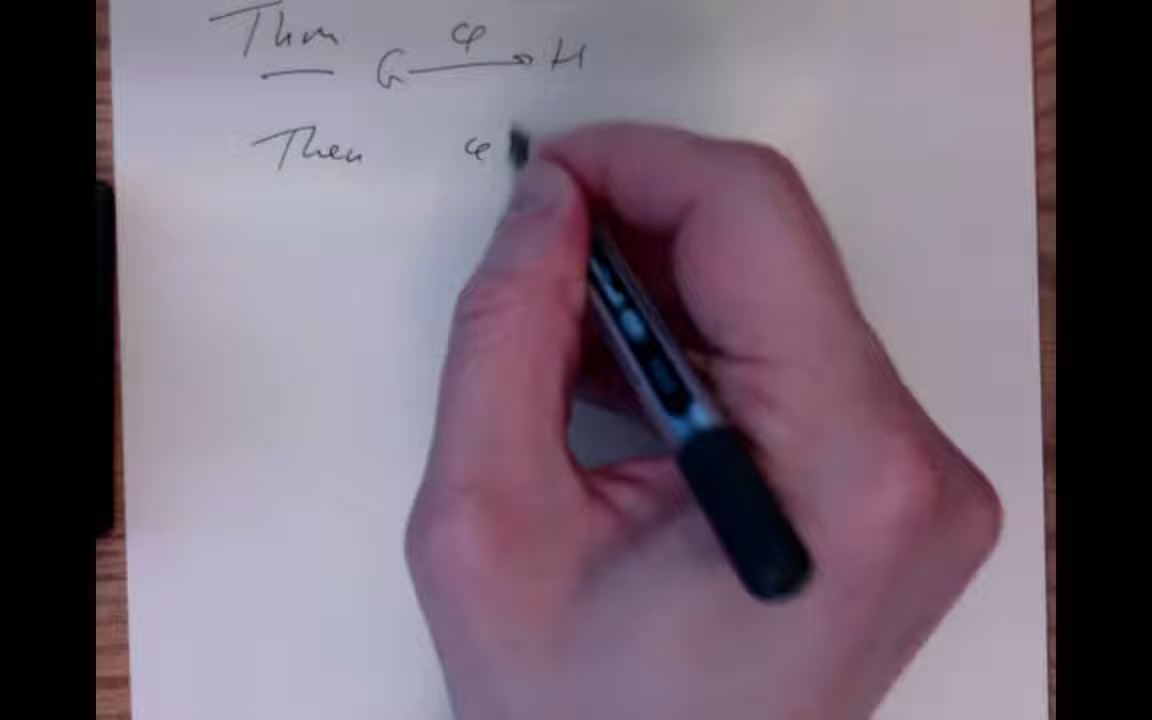 Thm G φ→ H
Then φ